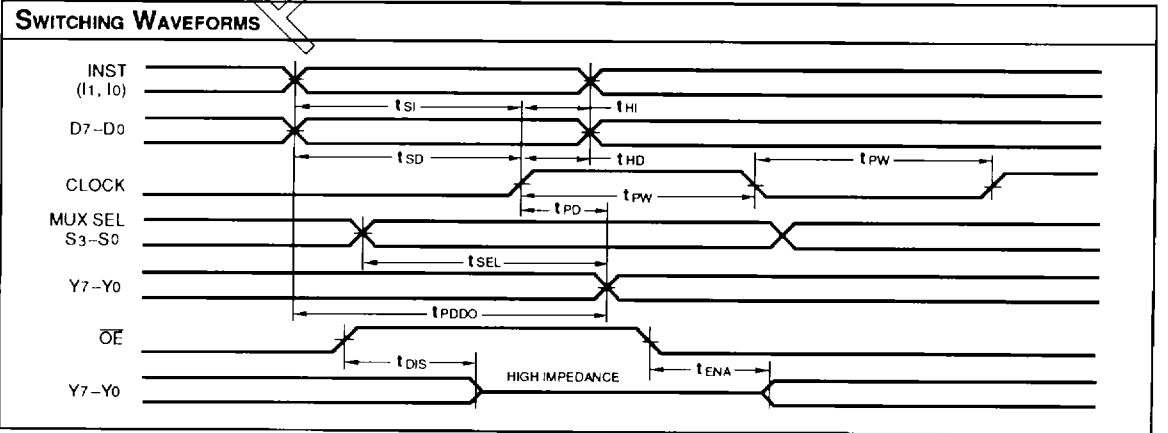 SWITCHING WAVEFORMS
INST
(I1, I0)
tSI
tHI
D7–D0
tSD
tHD
tPW
CLOCK
tPW
tPD
MUX SEL
S3–S0
tSEL
Y7–Y0
tPDDO
OE
tDIS
HIGH IMPEDANCE
tENA
Y7–Y0